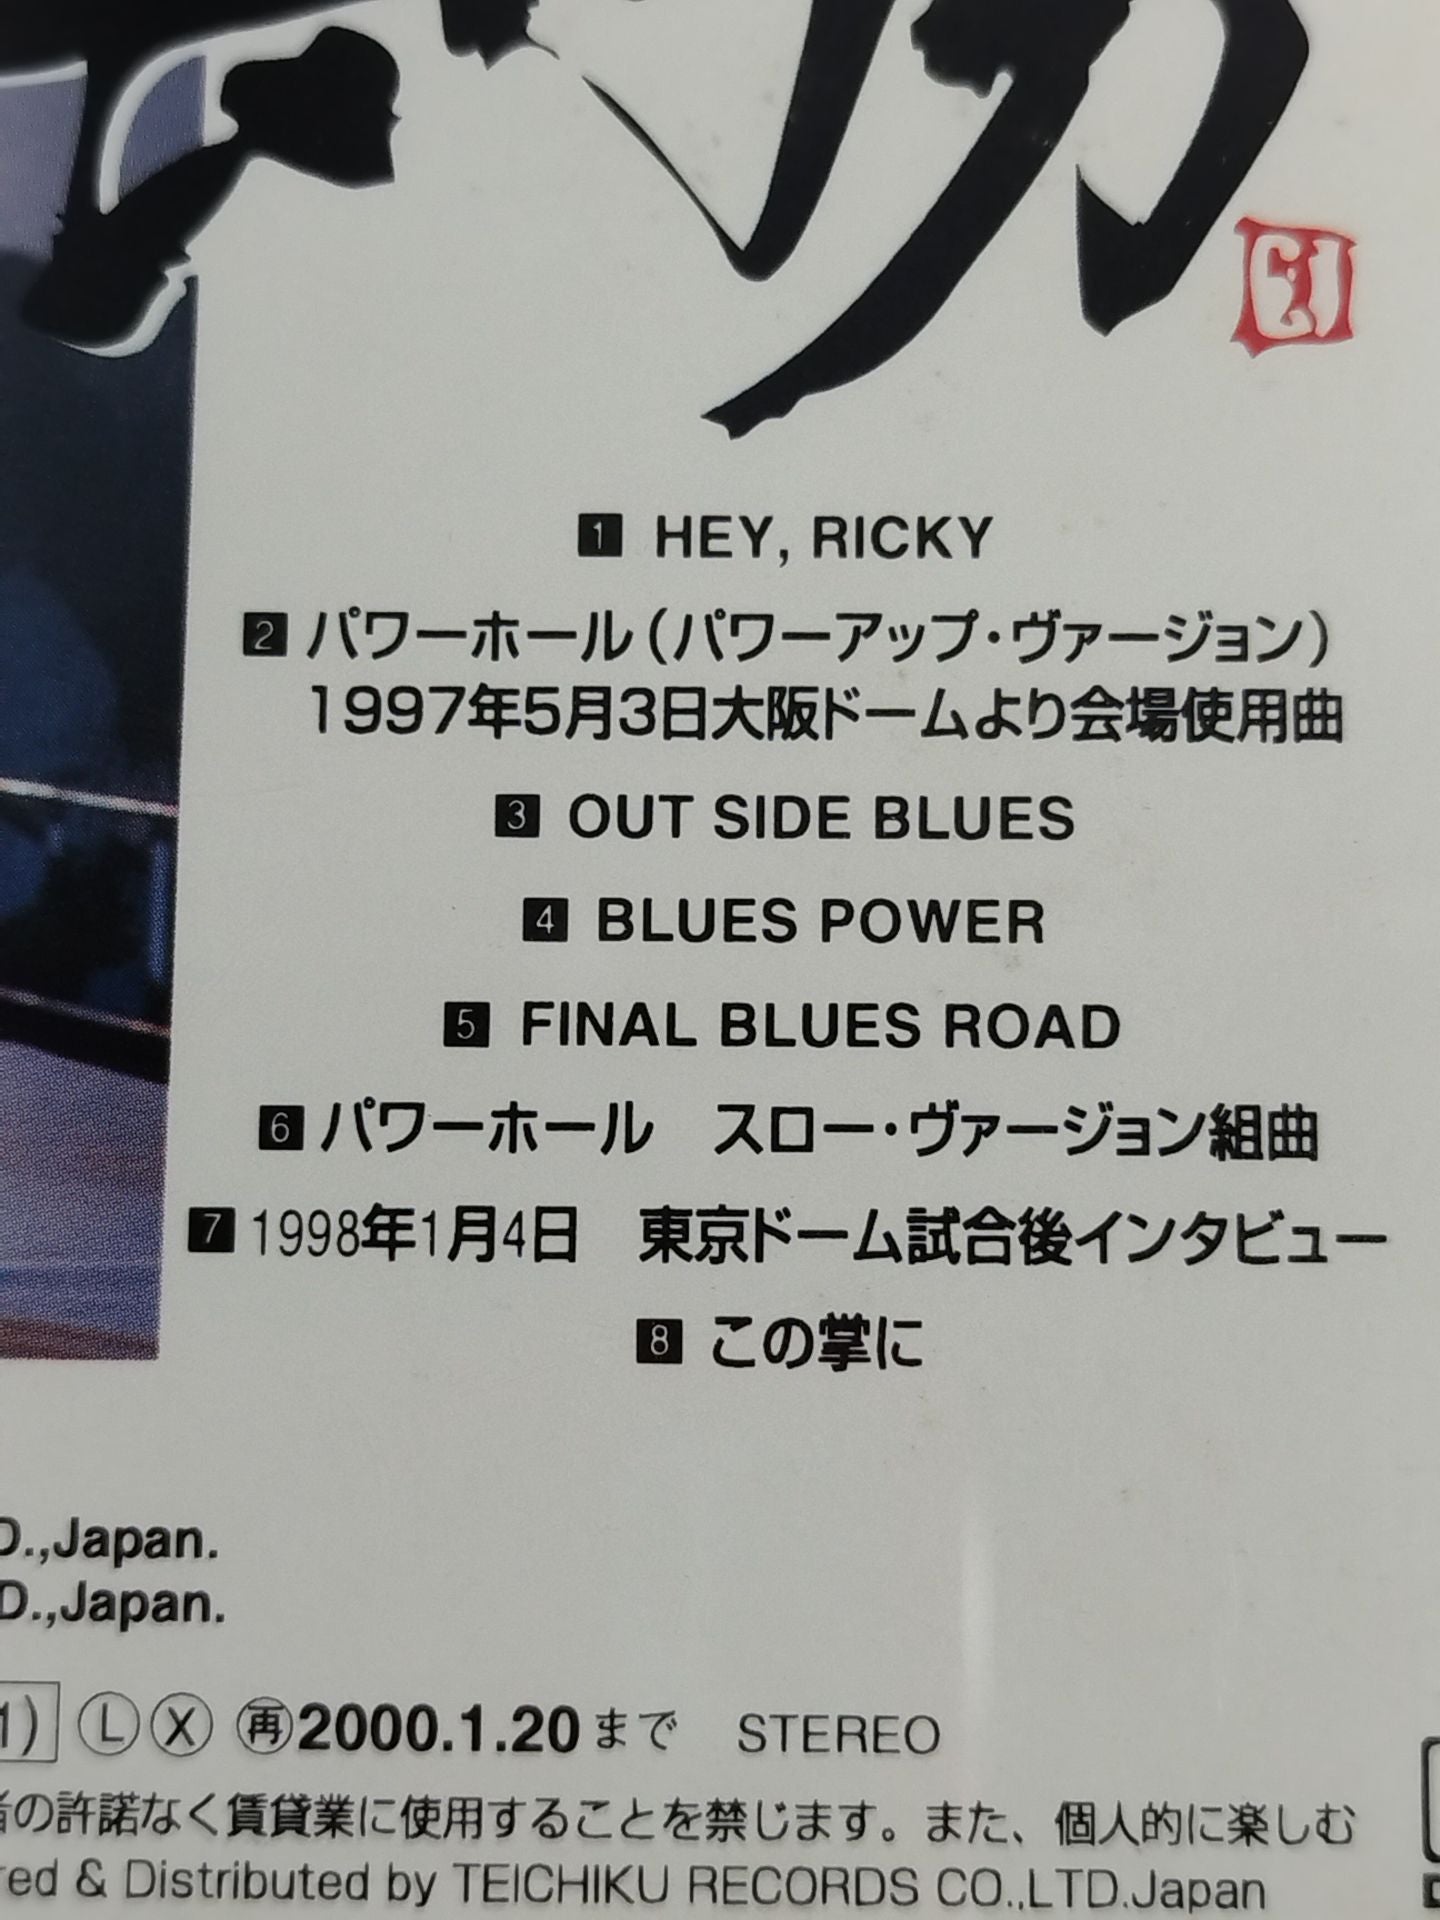 1 HEY, RICKY
2 パワーホール（パワーアップ・ヴァージョン）
1997年5月3日大阪ドームより会場使用曲
3 OUT SIDE BLUES
4 BLUES POWER
5 FINAL BLUES ROAD
6 パワーホール　スロー・ヴァージョン組曲
7 1998年1月4日　東京ドーム試合後インタビュー
8 この掌に
D.,Japan.
D.,Japan.
1) Ⓛ Ⓧ ㊢2000.1.20まで STEREO
者の許諾なく賃貸業に使用することを禁じます。また、個人的に楽しむ
red & Distributed by TEICHIKU RECORDS CO.,LTD.Japan